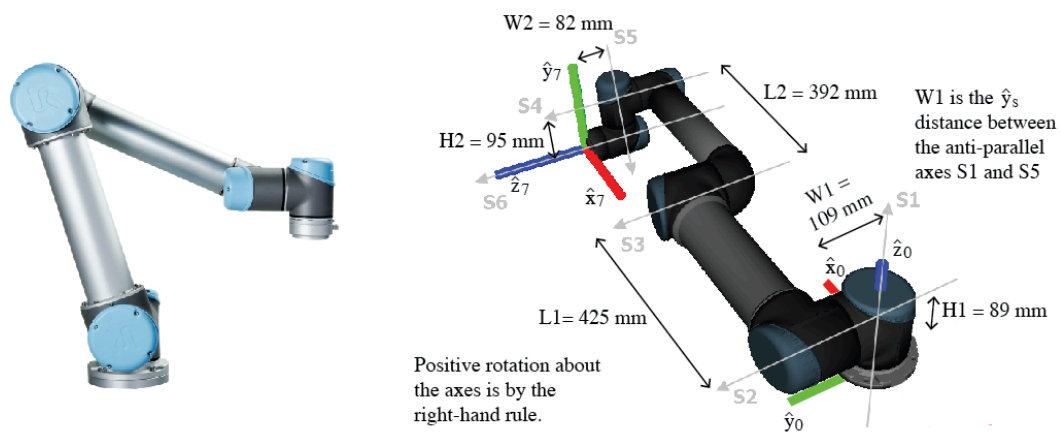 W2 = 82 mm
S5
ŷ7
S4
H2 = 95 mm
ẑ7
S6
x̂7
L2 = 392 mm
W1 is the ŷs
distance between
the anti-parallel
axes S1 and S5
W1 =
109 mm
S1
S3
ẑ0
x̂0
L1= 425 mm
H1 = 89 mm
Positive rotation about
the axes is by the
right-hand rule.
S2
ŷ0